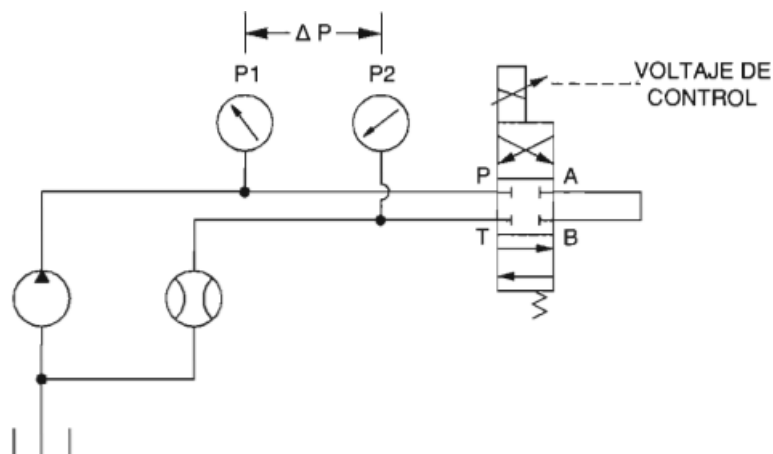 Δ P
P1
P2
VOLTAJE DE
CONTROL
P
A
T
B